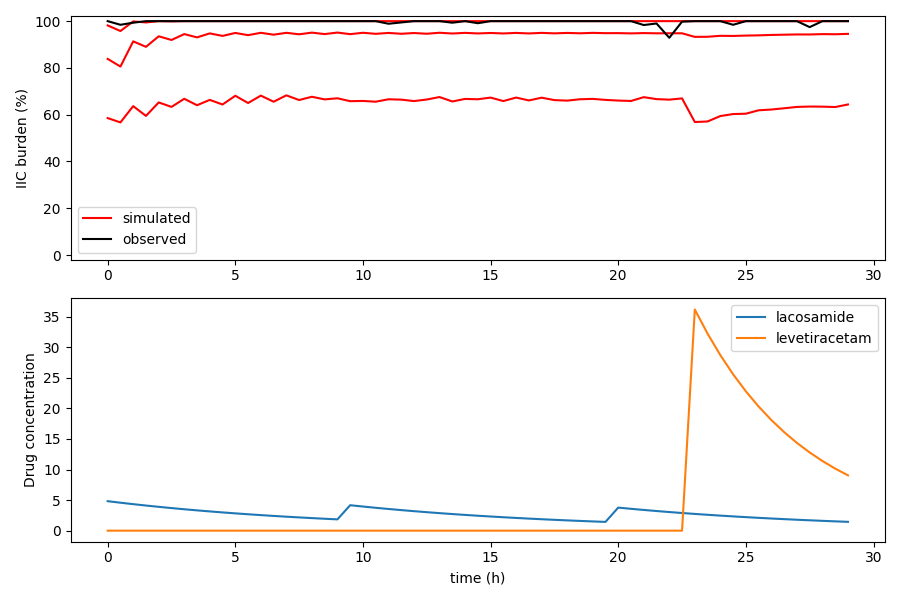 IIC burden (%)
100
80
60
40
20
0
simulated
observed
0 5 10 15 20 25 30
Drug concentration
35
30
25
20
15
10
5
0
lacosamide
levetiracetam
0 5 10 15 20 25 30
time (h)